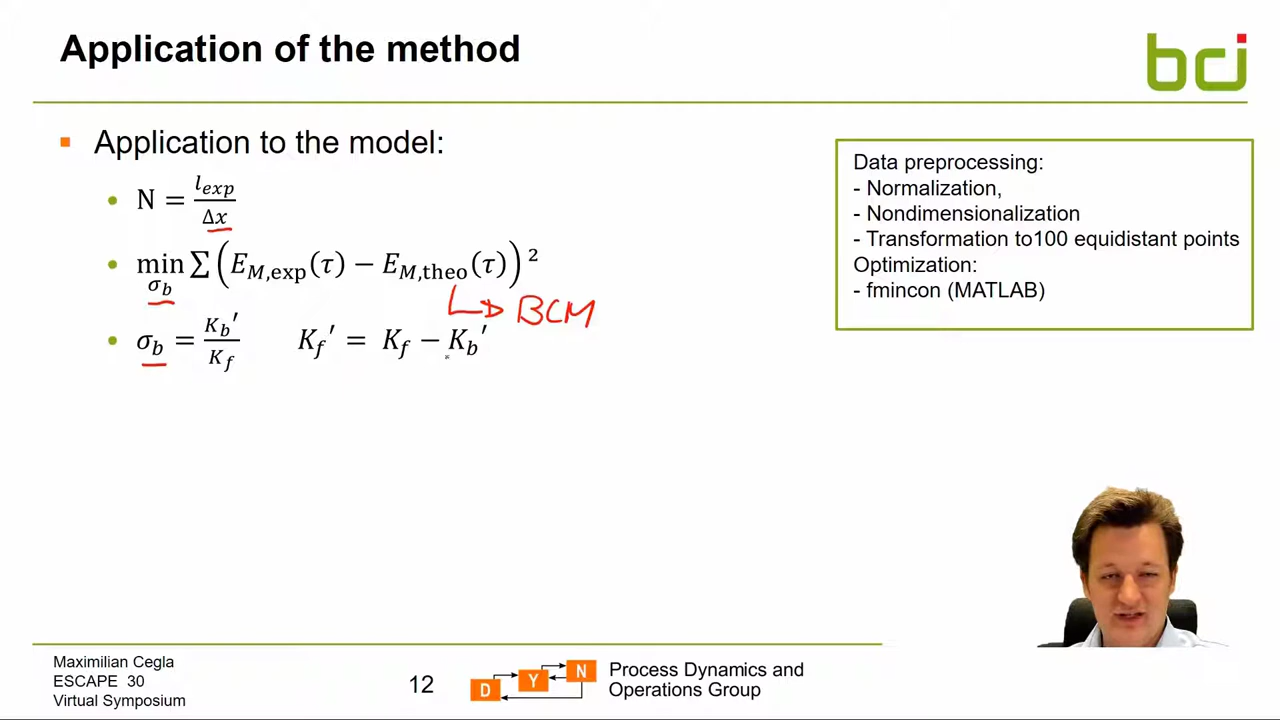 Application of the method
bci
Application to the model:
N = l_exp / Δx
min σ_b Σ (E_M,exp(τ) − E_M,theo(τ))²
BCM
σ_b = K_b′ / K_f   K_f′ = K_f − K_b′
Data preprocessing:
- Normalization,
- Nondimensionalization
- Transformation to100 equidistant points
Optimization:
- fmincon (MATLAB)
Maximilian Cegla
ESCAPE 30
Virtual Symposium
12
D Y N
Process Dynamics and
Operations Group